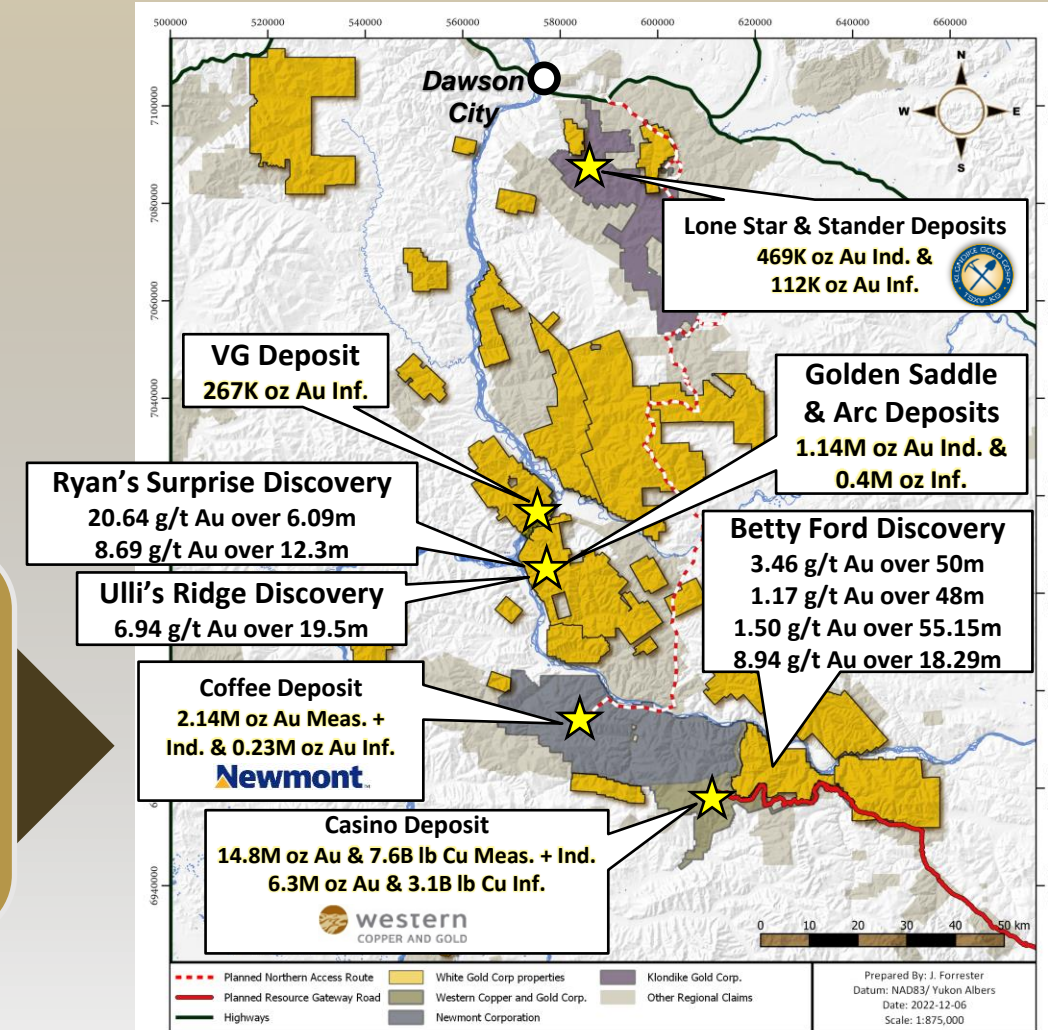 500000 520000 540000 560000 580000 600000 620000 640000 660000
7100000
7080000
7060000
7040000
6940000
Dawson
City
N
W E
S
Lone Star & Stander Deposits
469K oz Au Ind. &
112K oz Au Inf.
KLONDIKE GOLD CORP.
TSXV: KG
VG Deposit
267K oz Au Inf.
Golden Saddle
& Arc Deposits
1.14M oz Au Ind. &
0.4M oz Inf.
Ryan's Surprise Discovery
20.64 g/t Au over 6.09m
8.69 g/t Au over 12.3m
Ulli's Ridge Discovery
6.94 g/t Au over 19.5m
Betty Ford Discovery
3.46 g/t Au over 50m
1.17 g/t Au over 48m
1.50 g/t Au over 55.15m
8.94 g/t Au over 18.29m
Coffee Deposit
2.14M oz Au Meas. +
Ind. & 0.23M oz Au Inf.
Newmont
Casino Deposit
14.8M oz Au & 7.6B lb Cu Meas. + Ind.
6.3M oz Au & 3.1B lb Cu Inf.
western
COPPER AND GOLD
0 10 20 30 40 50 km
Planned Northern Access Route
Planned Resource Gateway Road
Highways
White Gold Corp properties
Western Copper and Gold Corp.
Newmont Corporation
Klondike Gold Corp.
Other Regional Claims
Prepared By: J. Forrester
Datum: NAD83/ Yukon Albers
Date: 2022-12-06
Scale: 1:875,000